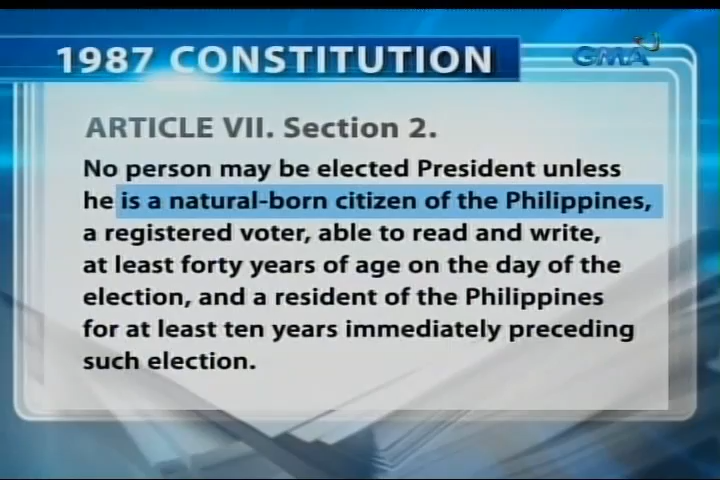 1987 CONSTITUTION
GMA
ARTICLE VII. Section 2.
No person may be elected President unless
he is a natural-born citizen of the Philippines,
a registered voter, able to read and write,
at least forty years of age on the day of the
election, and a resident of the Philippines
for at least ten years immediately preceding
such election.